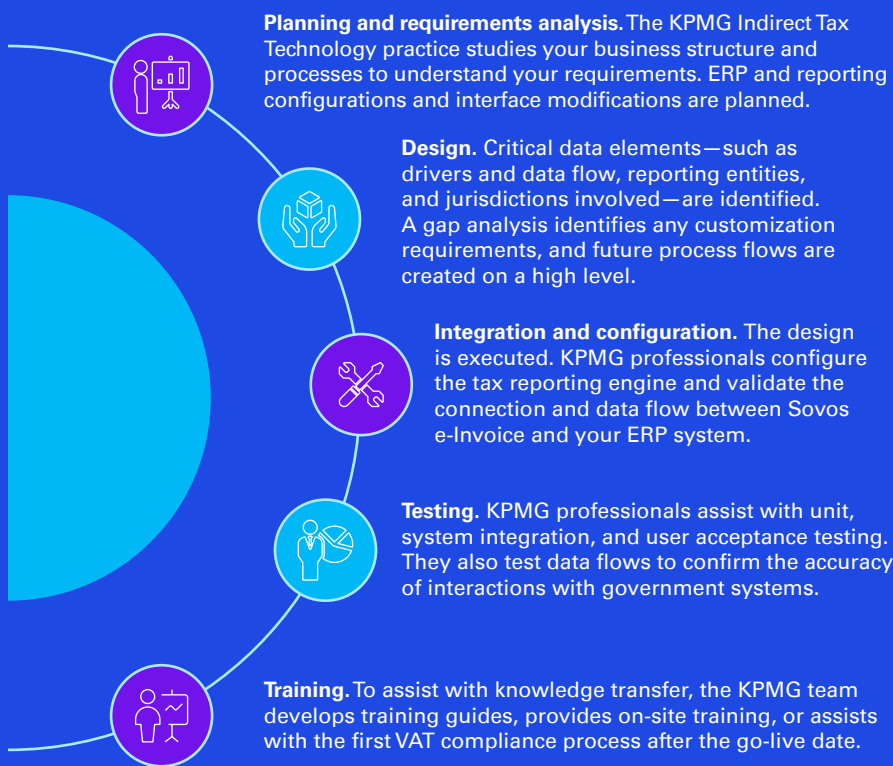 Planning and requirements analysis. The KPMG Indirect Tax
Technology practice studies your business structure and
processes to understand your requirements. ERP and reporting
configurations and interface modifications are planned.
Design. Critical data elements—such as
drivers and data flow, reporting entities,
and jurisdictions involved—are identified.
A gap analysis identifies any customization
requirements, and future process flows are
created on a high level.
Integration and configuration. The design
is executed. KPMG professionals configure
the tax reporting engine and validate the
connection and data flow between Sovos
e-Invoice and your ERP system.
Testing. KPMG professionals assist with unit,
system integration, and user acceptance testing.
They also test data flows to confirm the accuracy
of interactions with government systems.
Training. To assist with knowledge transfer, the KPMG team
develops training guides, provides on-site training, or assists
with the first VAT compliance process after the go-live date.